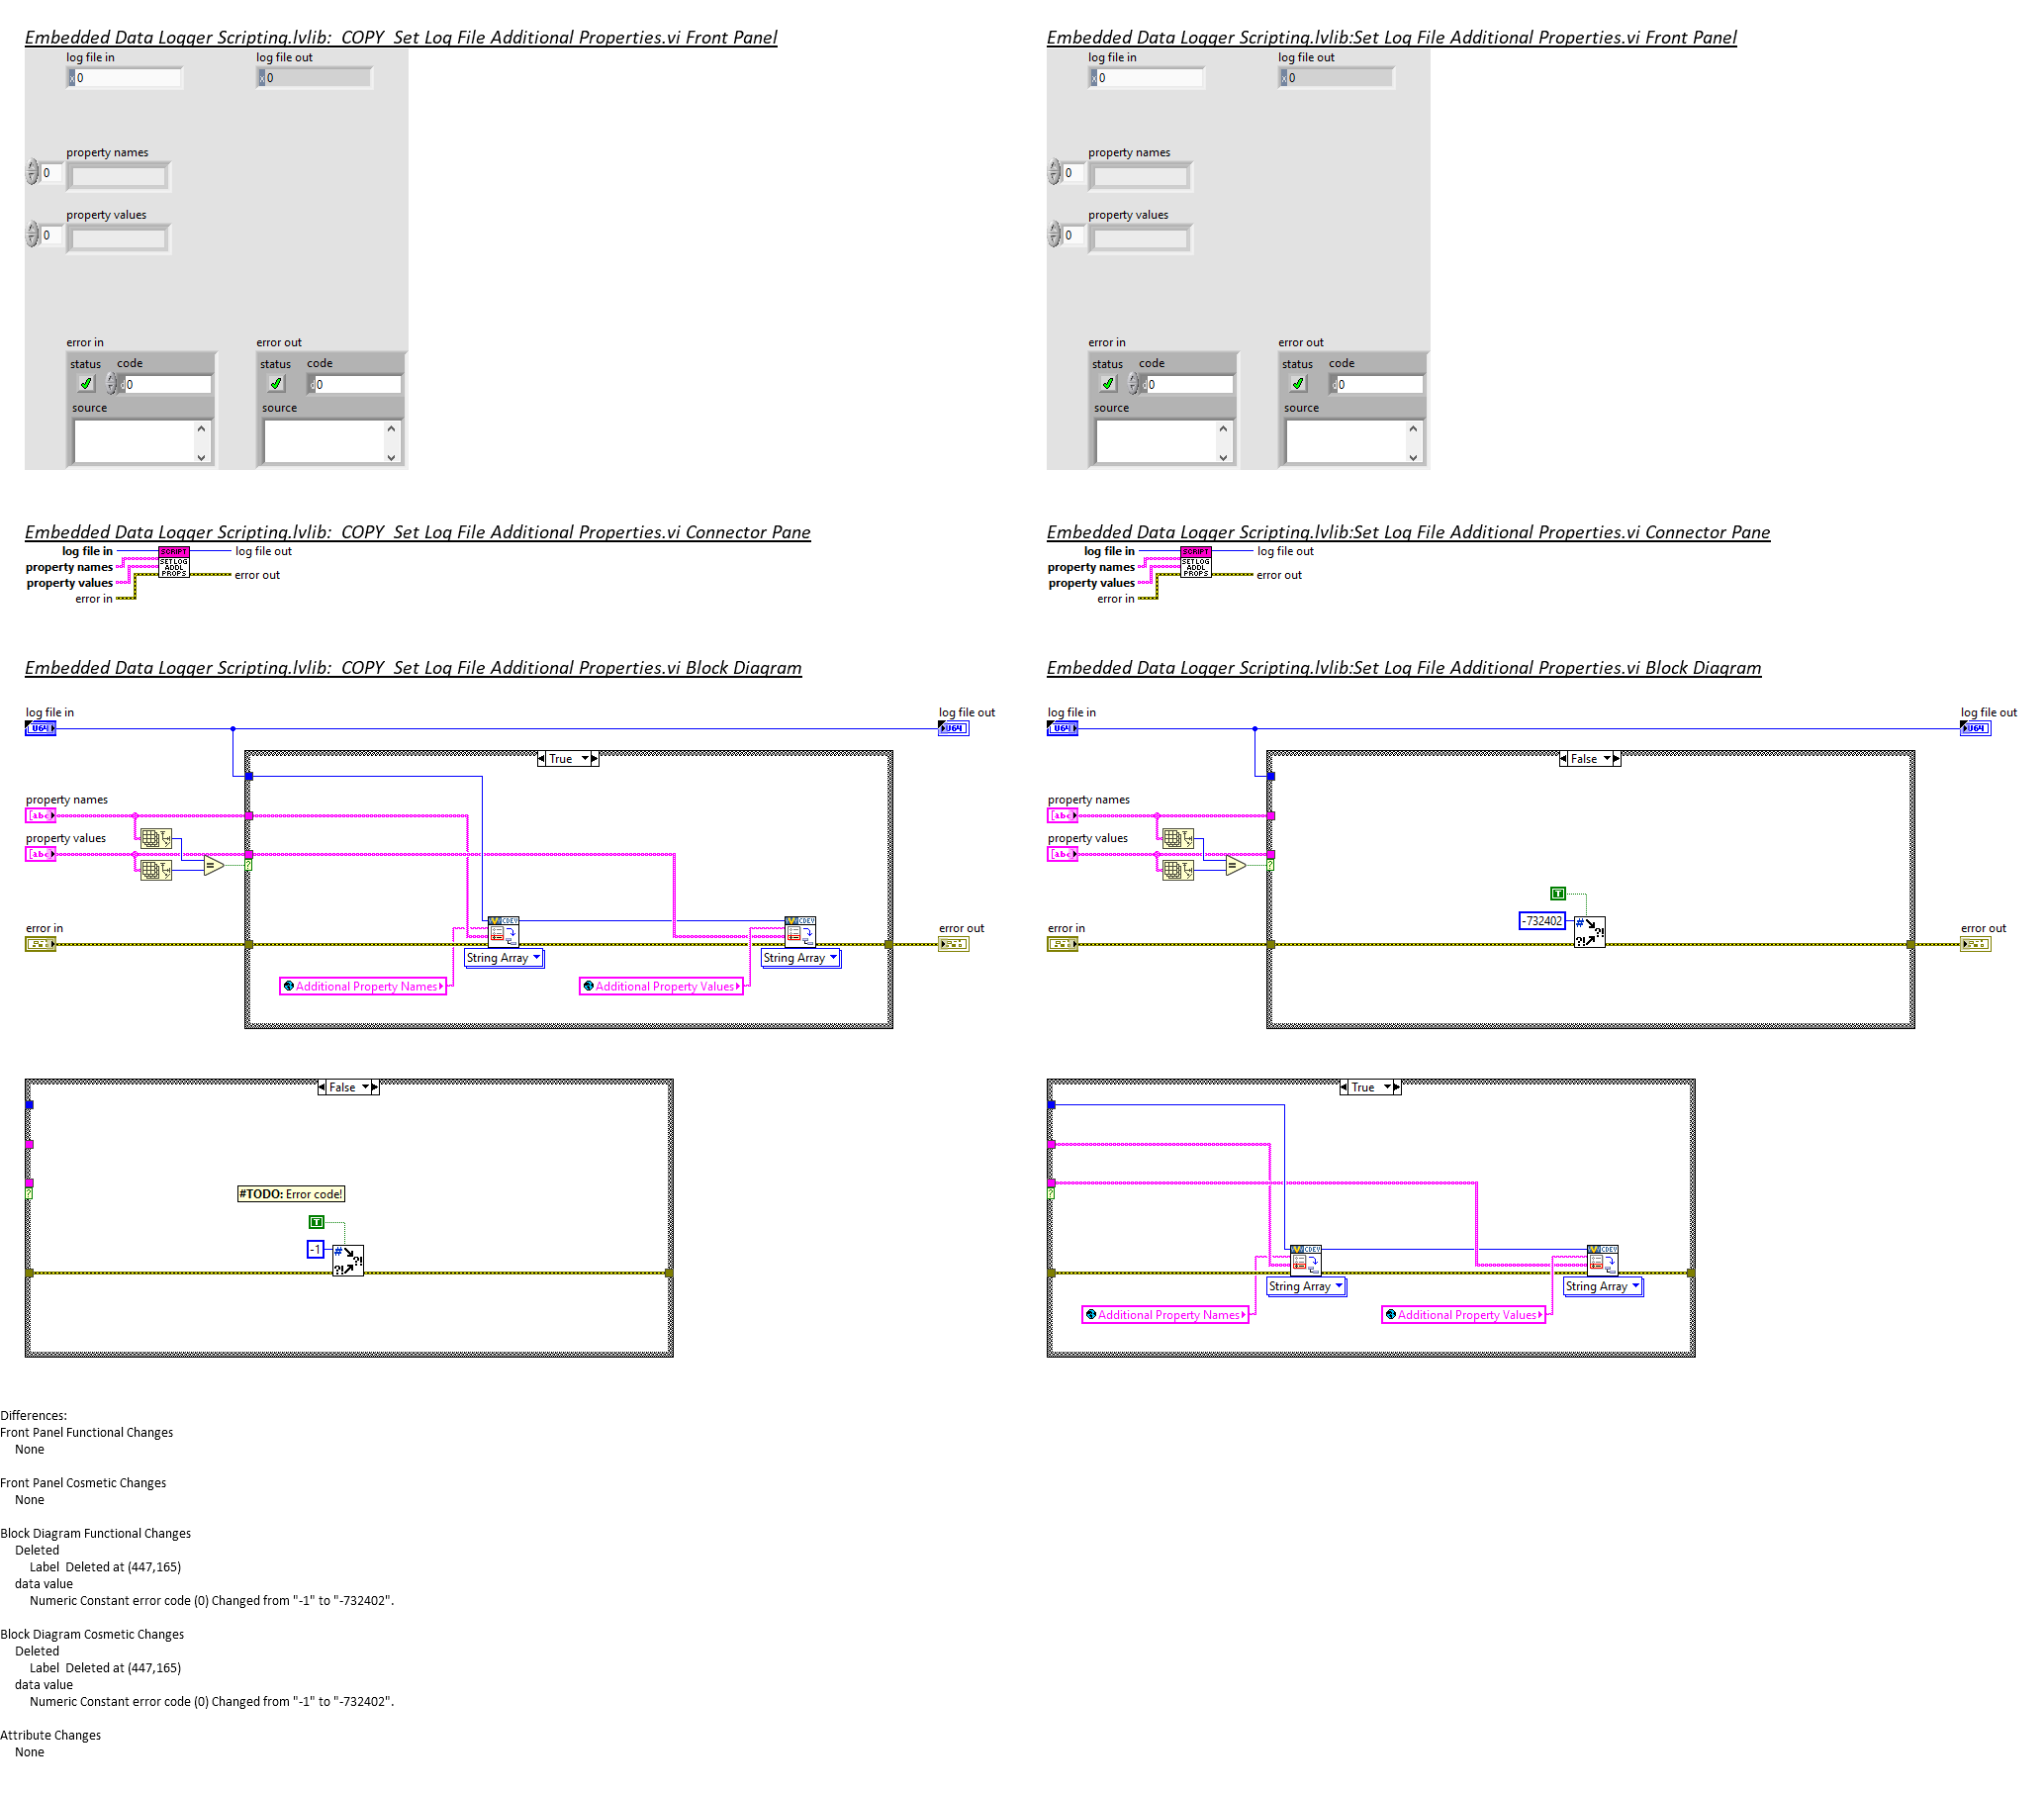 Embedded Data Logger Scripting.lvlib:_COPY_Set Log File Additional Properties.vi Front Panel
log file in
log file out
x 0
x 0
property names
0
property values
0
error in
error out
status code
status code
d 0
d 0
source
source
Embedded Data Logger Scripting.lvlib:Set Log File Additional Properties.vi Front Panel
log file in
log file out
x 0
x 0
property names
0
property values
0
error in
error out
status code
status code
d 0
d 0
source
source
Embedded Data Logger Scripting.lvlib:_COPY_Set Log File Additional Properties.vi Connector Pane
log file in
property names
property values
error in
SCRIPT
SET LOG
ADDL
PROPS
log file out
error out
Embedded Data Logger Scripting.lvlib:Set Log File Additional Properties.vi Connector Pane
log file in
property names
property values
error in
SCRIPT
SET LOG
ADDL
PROPS
log file out
error out
Embedded Data Logger Scripting.lvlib:_COPY_Set Log File Additional Properties.vi Block Diagram
log file in
U64
log file out
U64
True
property names
[abc]
property values
[abc]
=
?
error in
error out
CDEV
CDEV
String Array
String Array
Additional Property Names
Additional Property Values
False
#TODO: Error code!
T
-1
#
?!
?!
Embedded Data Logger Scripting.lvlib:Set Log File Additional Properties.vi Block Diagram
log file in
U64
log file out
U64
False
property names
[abc]
property values
[abc]
=
?
T
-732402
#
?!
?!
error in
error out
True
CDEV
CDEV
String Array
String Array
Additional Property Names
Additional Property Values
Differences:
Front Panel Functional Changes
None
Front Panel Cosmetic Changes
None
Block Diagram Functional Changes
Deleted
Label  Deleted at (447,165)
data value
Numeric Constant error code (0) Changed from "-1" to "-732402".
Block Diagram Cosmetic Changes
Deleted
Label  Deleted at (447,165)
data value
Numeric Constant error code (0) Changed from "-1" to "-732402".
Attribute Changes
None